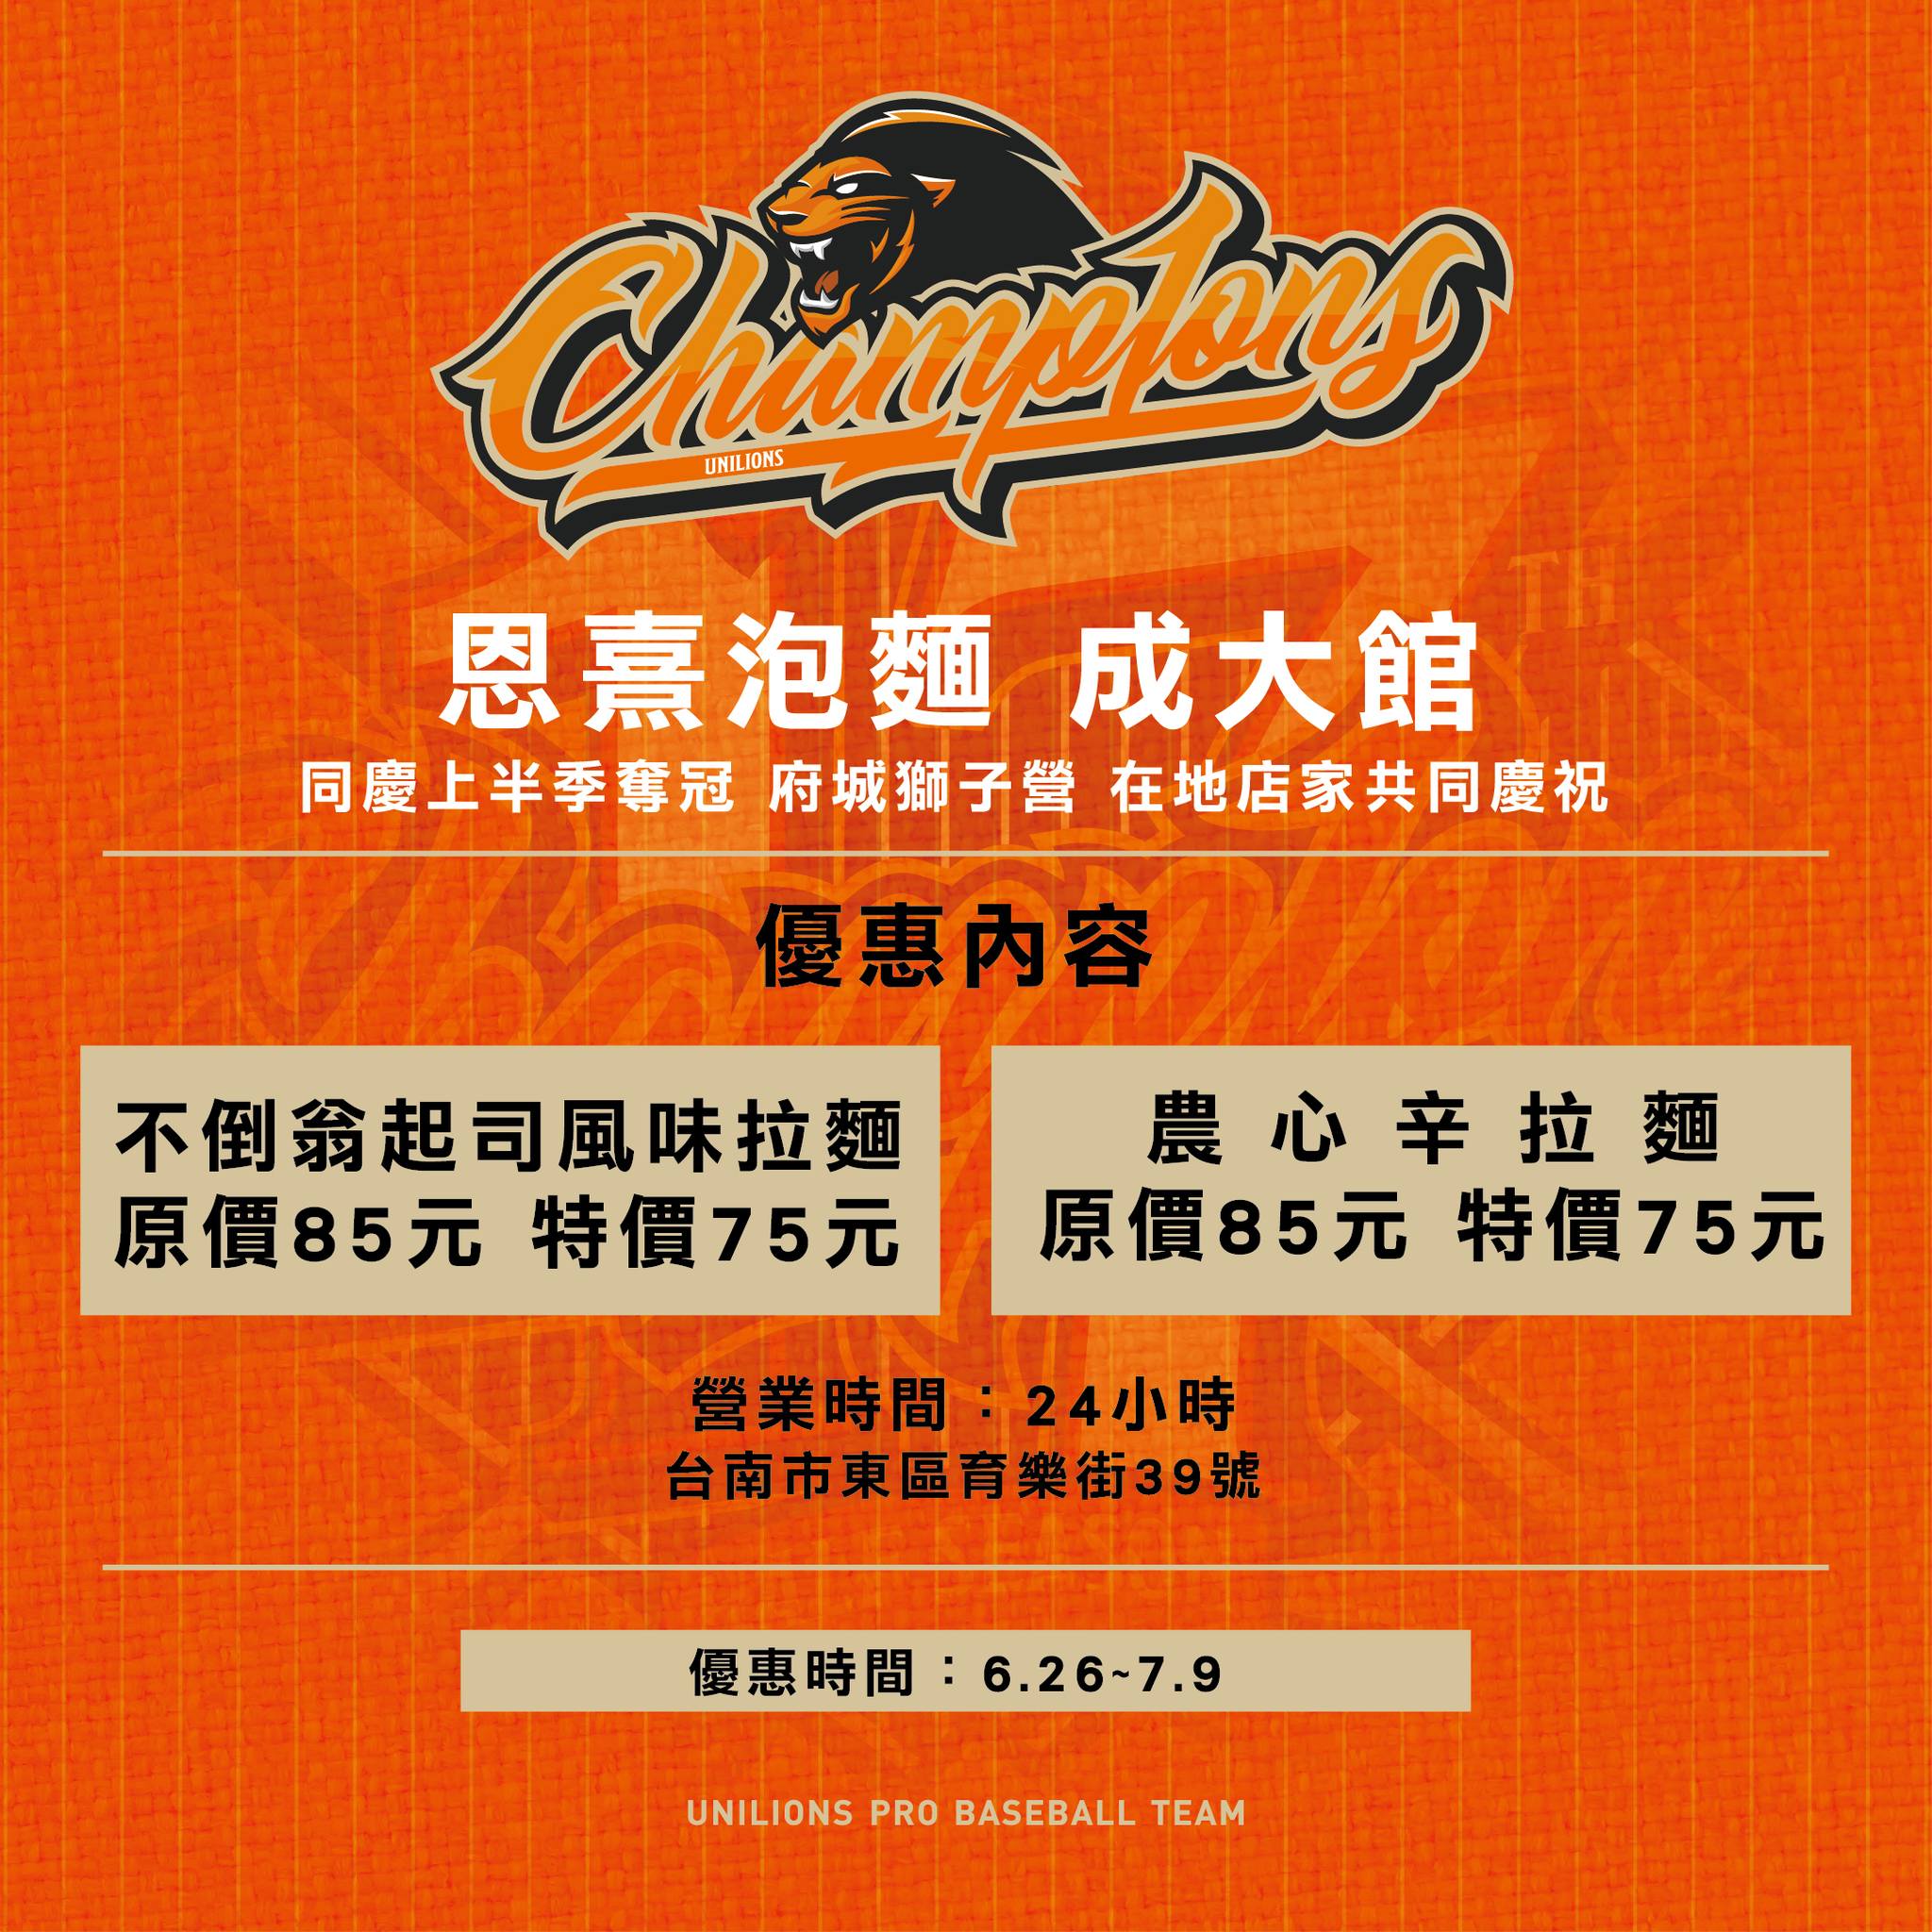 Champ1ons
UNILIONS
TH
恩熹泡麵 成大館
同慶上半季奪冠 府城獅子營 在地店家共同慶祝
優惠內容
不倒翁起司風味拉麵
原價85元 特價75元
農心辛拉麵
原價85元 特價75元
營業時間：24小時
台南市東區育樂街39號
優惠時間：6.26~7.9
UNILIONS PRO BASEBALL TEAM